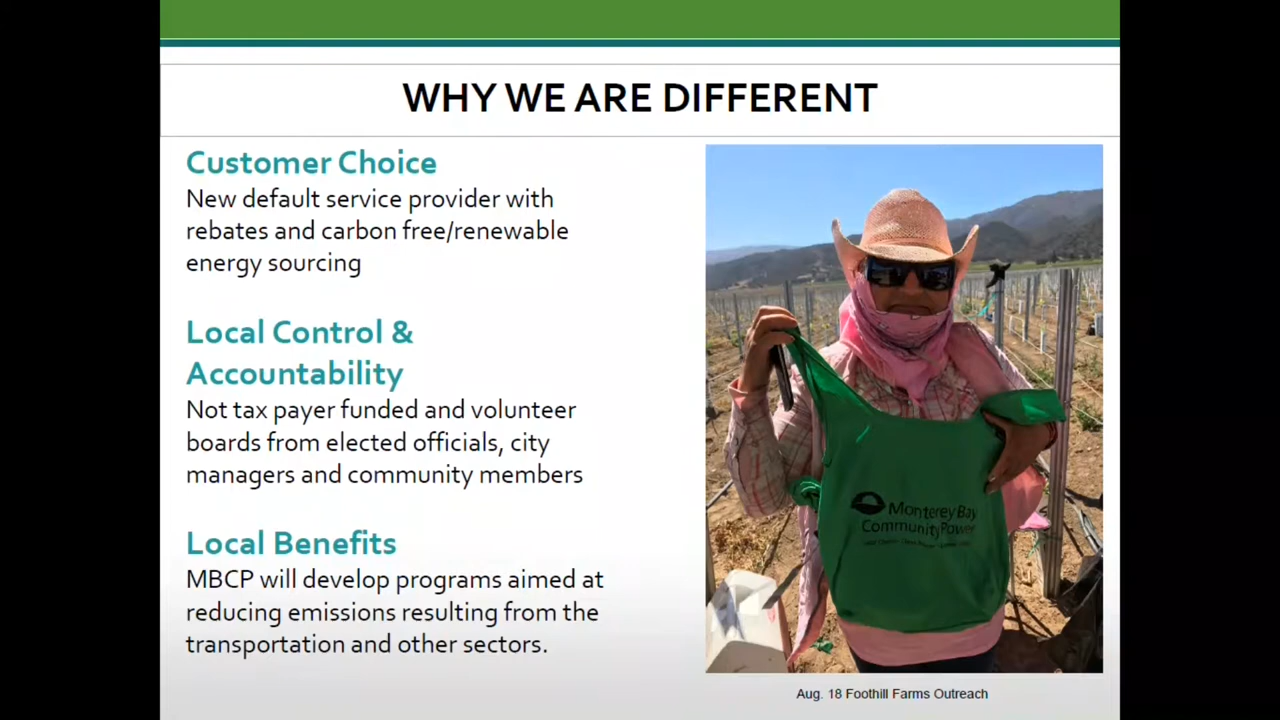 WHY WE ARE DIFFERENT
Customer Choice
New default service provider with
rebates and carbon free/renewable
energy sourcing
Local Control &
Accountability
Not tax payer funded and volunteer
boards from elected officials, city
managers and community members
Local Benefits
MBCP will develop programs aimed at
reducing emissions resulting from the
transportation and other sectors.
Monterey Bay
Community Power
Aug. 18 Foothill Farms Outreach